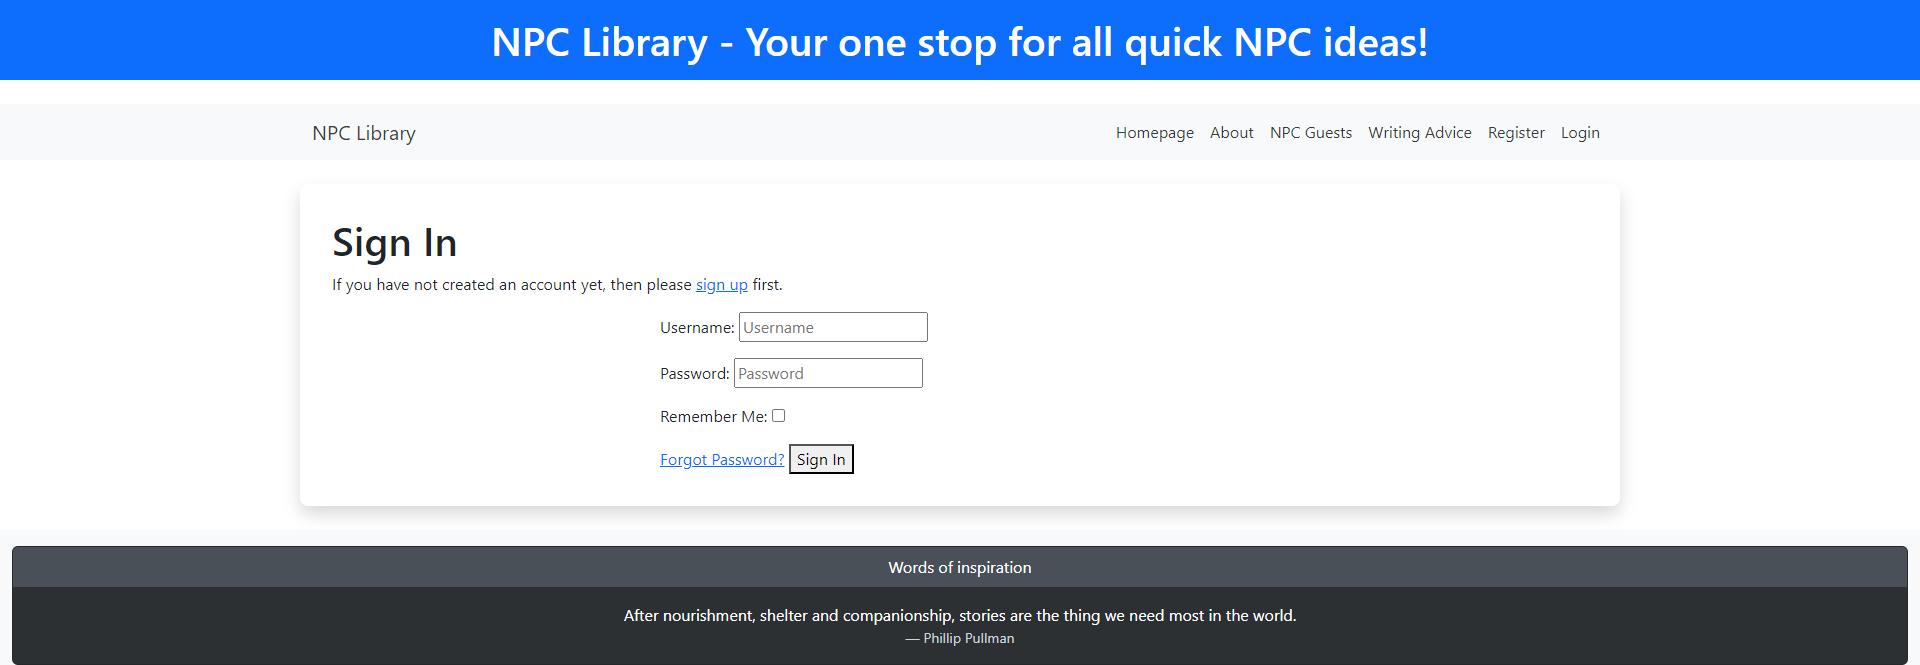 NPC Library - Your one stop for all quick NPC ideas!
NPC Library
Homepage About NPC Guests Writing Advice Register Login
Sign In
If you have not created an account yet, then please sign up first.
Username: Username
Password: Password
Remember Me:
Forgot Password? Sign In
Words of inspiration
After nourishment, shelter and companionship, stories are the thing we need most in the world.
— Phillip Pullman